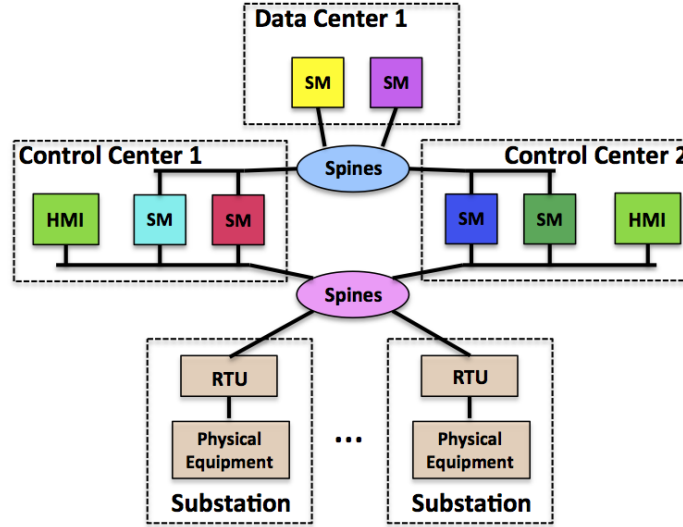 Data Center 1
SM
SM
Control Center 1
Spines
Control Center 2
HMI
SM
SM
SM
SM
HMI
Spines
RTU
RTU
Physical
Equipment
...
Physical
Equipment
Substation
Substation